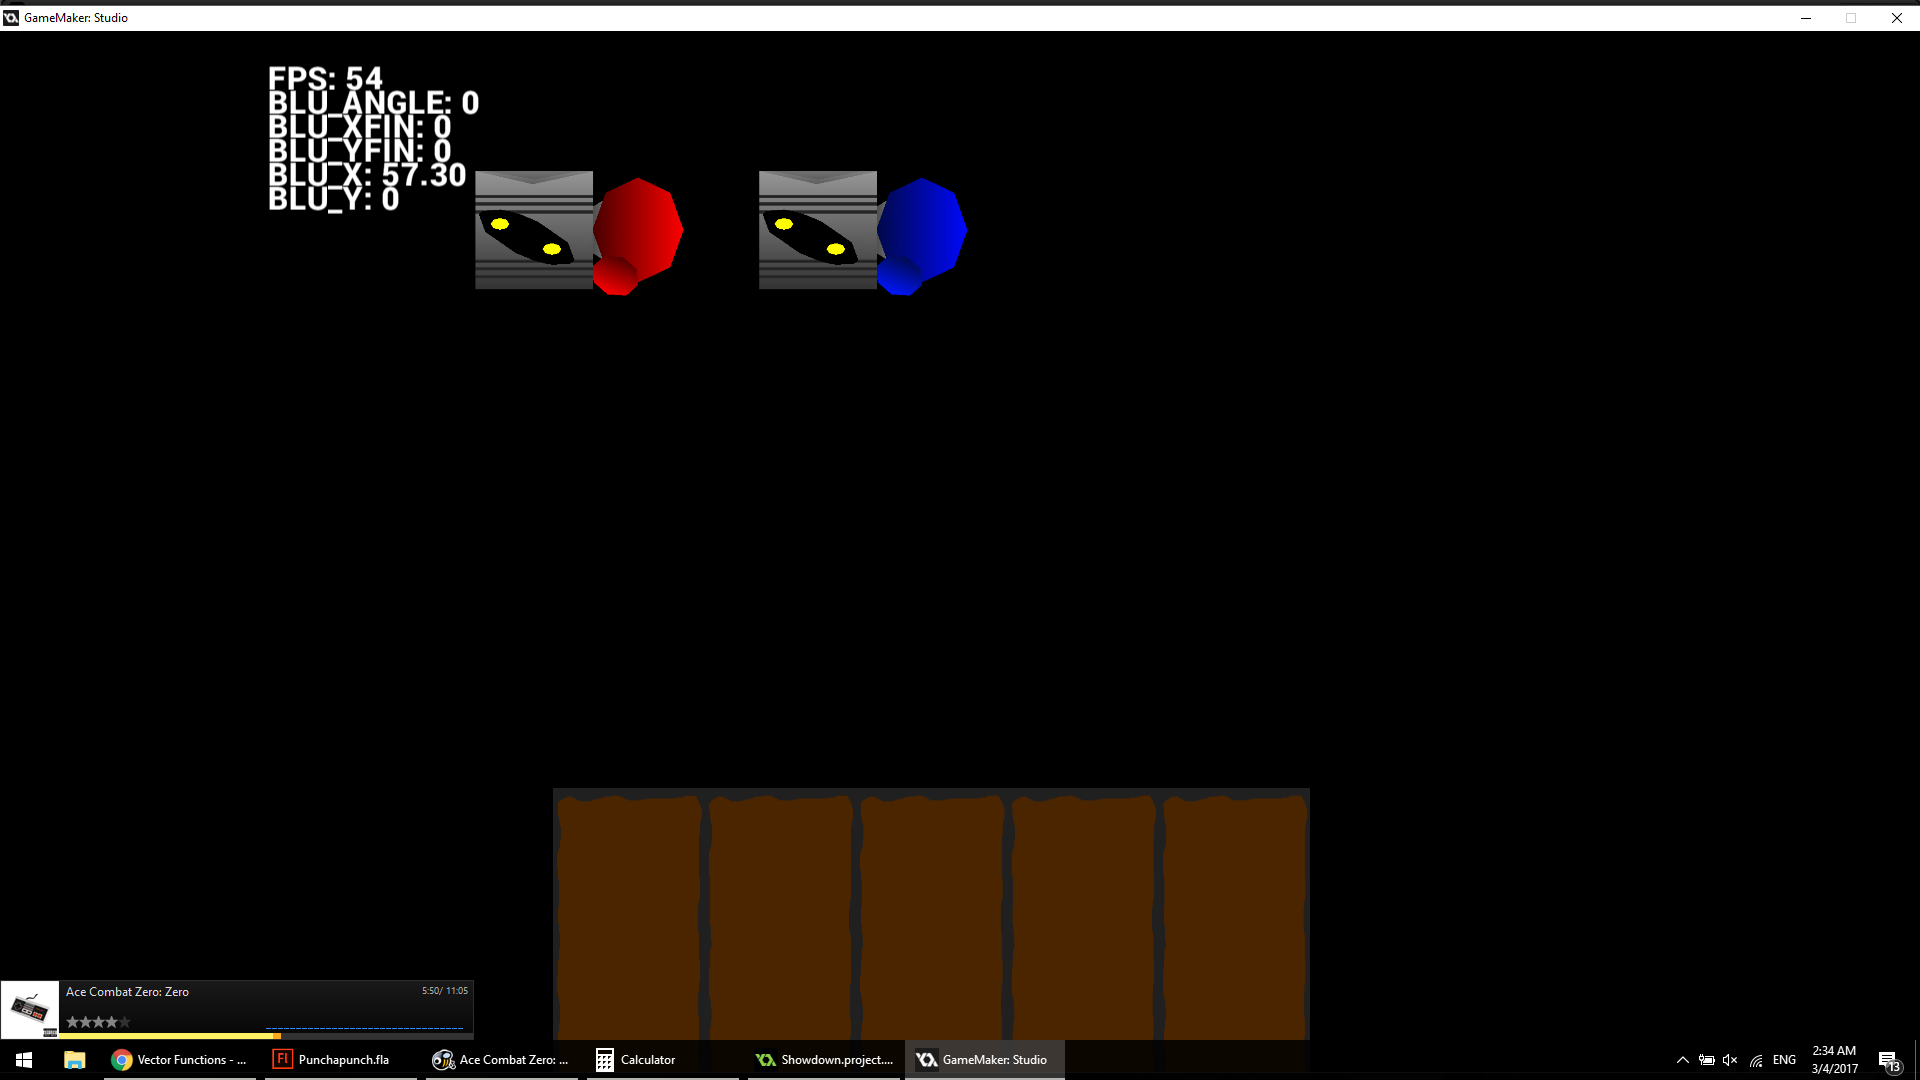 GameMaker: Studio
FPS: 54
BLU_ANGLE: 0
BLU_XFIN: 0
BLU_YFIN: 0
BLU_X: 57.30
BLU_Y: 0
Ace Combat Zero: Zero
5:50/ 11:05
Vector Functions - ...
Fl
Punchapunch.fla
Ace Combat Zero: ...
Calculator
Showdown.project....
GameMaker: Studio
ENG
2:34 AM
3/4/2017
13